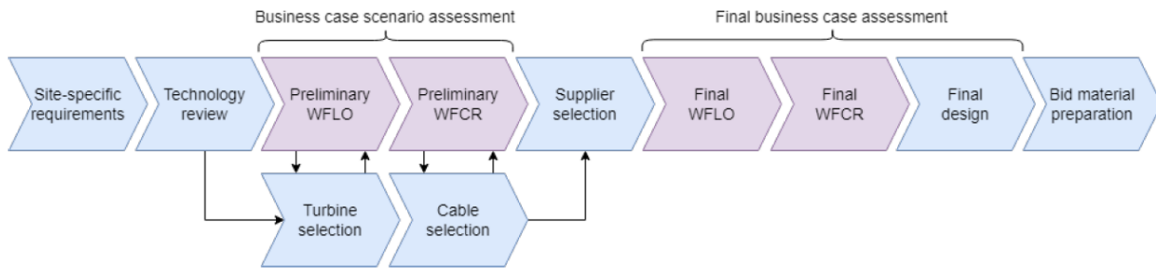 Business case scenario assessment
Final business case assessment
Site-specific
requirements
Technology
review
Preliminary
WFLO
Preliminary
WFCR
Supplier
selection
Final
WFLO
Final
WFCR
Final
design
Bid material
preparation
Turbine
selection
Cable
selection